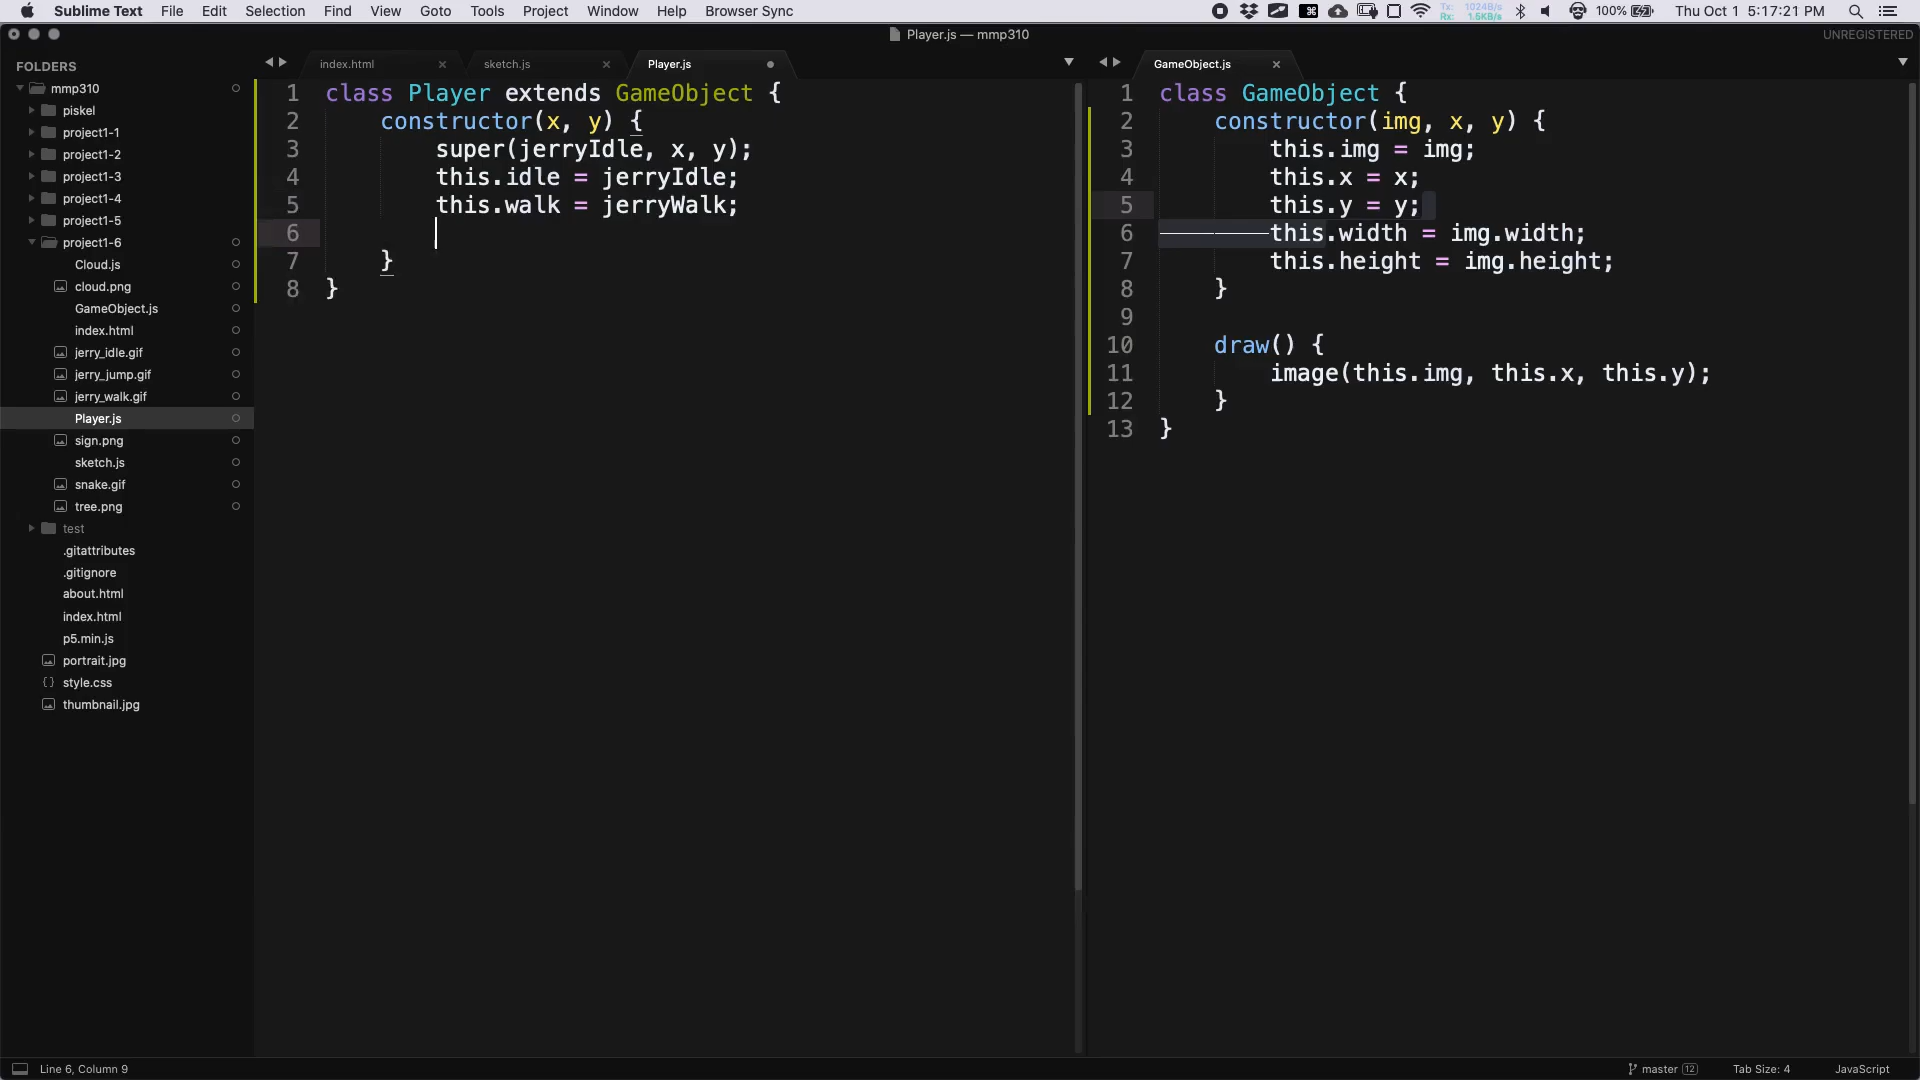 Sublime Text File Edit Selection Find View Goto Tools Project Window Help Browser Sync Tx: 1024B/s Rx: 1.5KB/s 100% Thu Oct 1 5:17:21 PM
Player.js — mmp310 UNREGISTERED
FOLDERS
mmp310
piskel
project1-1
project1-2
project1-3
project1-4
project1-5
project1-6
Cloud.js
cloud.png
GameObject.js
index.html
jerry_idle.gif
jerry_jump.gif
jerry_walk.gif
Player.js
sign.png
sketch.js
snake.gif
tree.png
test
.gitattributes
.gitignore
about.html
index.html
p5.min.js
portrait.jpg
{} style.css
thumbnail.jpg
index.html × sketch.js × Player.js
1 class Player extends GameObject {
2 constructor(x, y) {
3 super(jerryIdle, x, y);
4 this.idle = jerryIdle;
5 this.walk = jerryWalk;
6
7 }
8 }
GameObject.js ×
1 class GameObject {
2 constructor(img, x, y) {
3 this.img = img;
4 this.x = x;
5 this.y = y;
6 this.width = img.width;
7 this.height = img.height;
8 }
9
10 draw() {
11 image(this.img, this.x, this.y);
12 }
13 }
Line 6, Column 9 master 12 Tab Size: 4 JavaScript